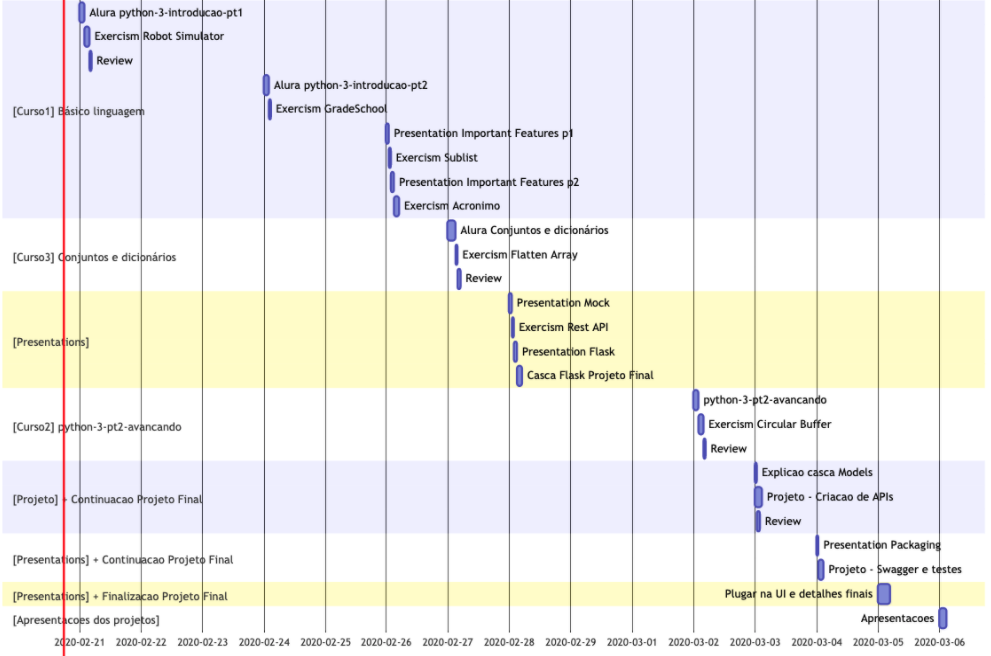 Alura python-3-introducao-pt1
Exercism Robot Simulator
Review
Alura python-3-introducao-pt2
[Curso1] Básico linguagem
Exercism GradeSchool
Presentation Important Features p1
Exercism Sublist
Presentation Important Features p2
Exercism Acronimo
Alura Conjuntos e dicionários
[Curso3] Conjuntos e dicionários
Exercism Flatten Array
Review
Presentation Mock
Exercism Rest API
[Presentations]
Presentation Flask
Casca Flask Projeto Final
python-3-pt2-avancando
[Curso2] python-3-pt2-avancando
Exercism Circular Buffer
Review
Explicao casca Models
[Projeto] + Continuacao Projeto Final
Projeto - Criacao de APIs
Review
Presentation Packaging
[Presentations] + Continuacao Projeto Final
Projeto - Swagger e testes
[Presentations] + Finalizacao Projeto Final
Plugar na UI e detalhes finais
[Apresentacoes dos projetos]
Apresentacoes
2020-02-21 2020-02-22 2020-02-23 2020-02-24 2020-02-25 2020-02-26 2020-02-27 2020-02-28 2020-02-29 2020-03-01 2020-03-02 2020-03-03 2020-03-04 2020-03-05 2020-03-06